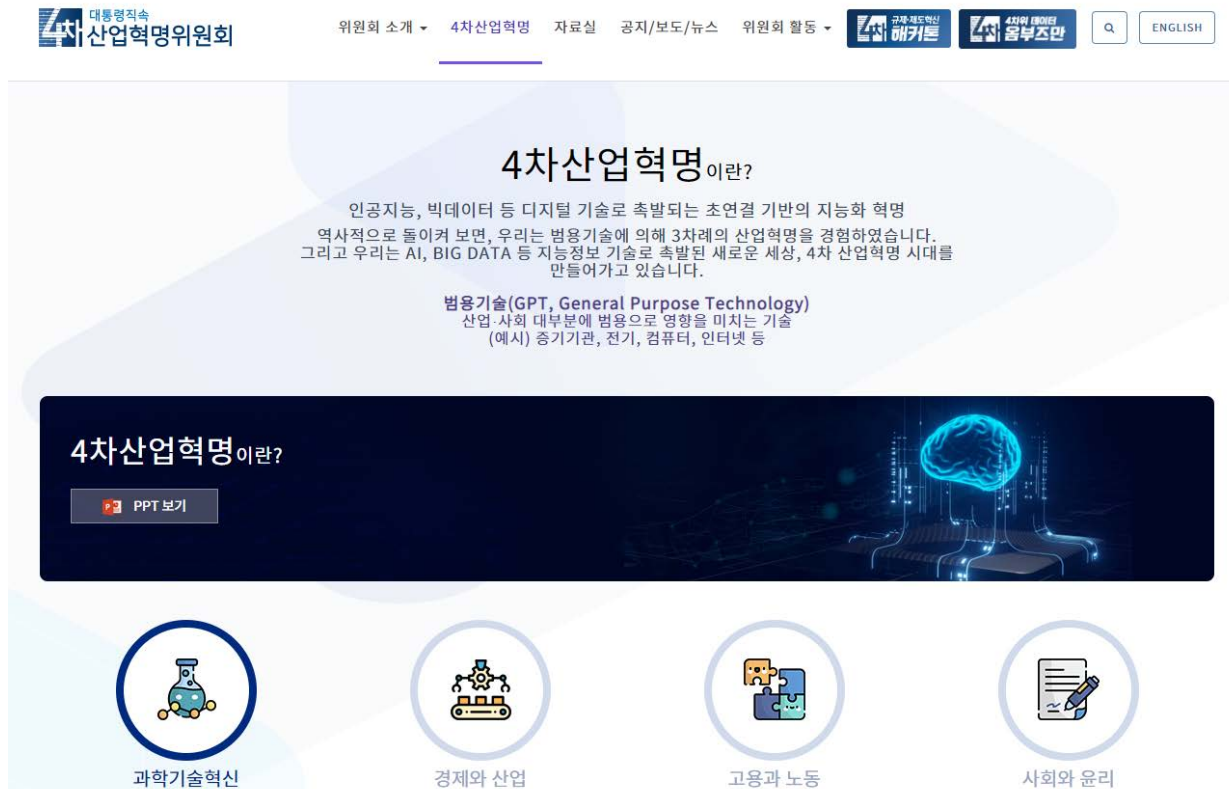 대통령직속
4차 산업혁명위원회
위원회 소개 4차산업혁명 자료실 공지/보도/뉴스 위원회 활동
규제·제도혁신
4차 해커톤
4차위 데이터
4차 옴부즈만
ENGLISH
4차산업혁명이란?
인공지능, 빅데이터 등 디지털 기술로 촉발되는 초연결 기반의 지능화 혁명
역사적으로 돌이켜 보면, 우리는 범용기술에 의해 3차례의 산업혁명을 경험하였습니다.
그리고 우리는 AI, BIG DATA 등 지능정보 기술로 촉발된 새로운 세상, 4차 산업혁명 시대를
만들어가고 있습니다.
범용기술(GPT, General Purpose Technology)
산업·사회 대부분에 범용으로 영향을 미치는 기술
(예시) 증기기관, 전기, 컴퓨터, 인터넷 등
4차산업혁명이란?
PPT 보기
과학기술혁신 경제와 산업 고용과 노동 사회와 윤리